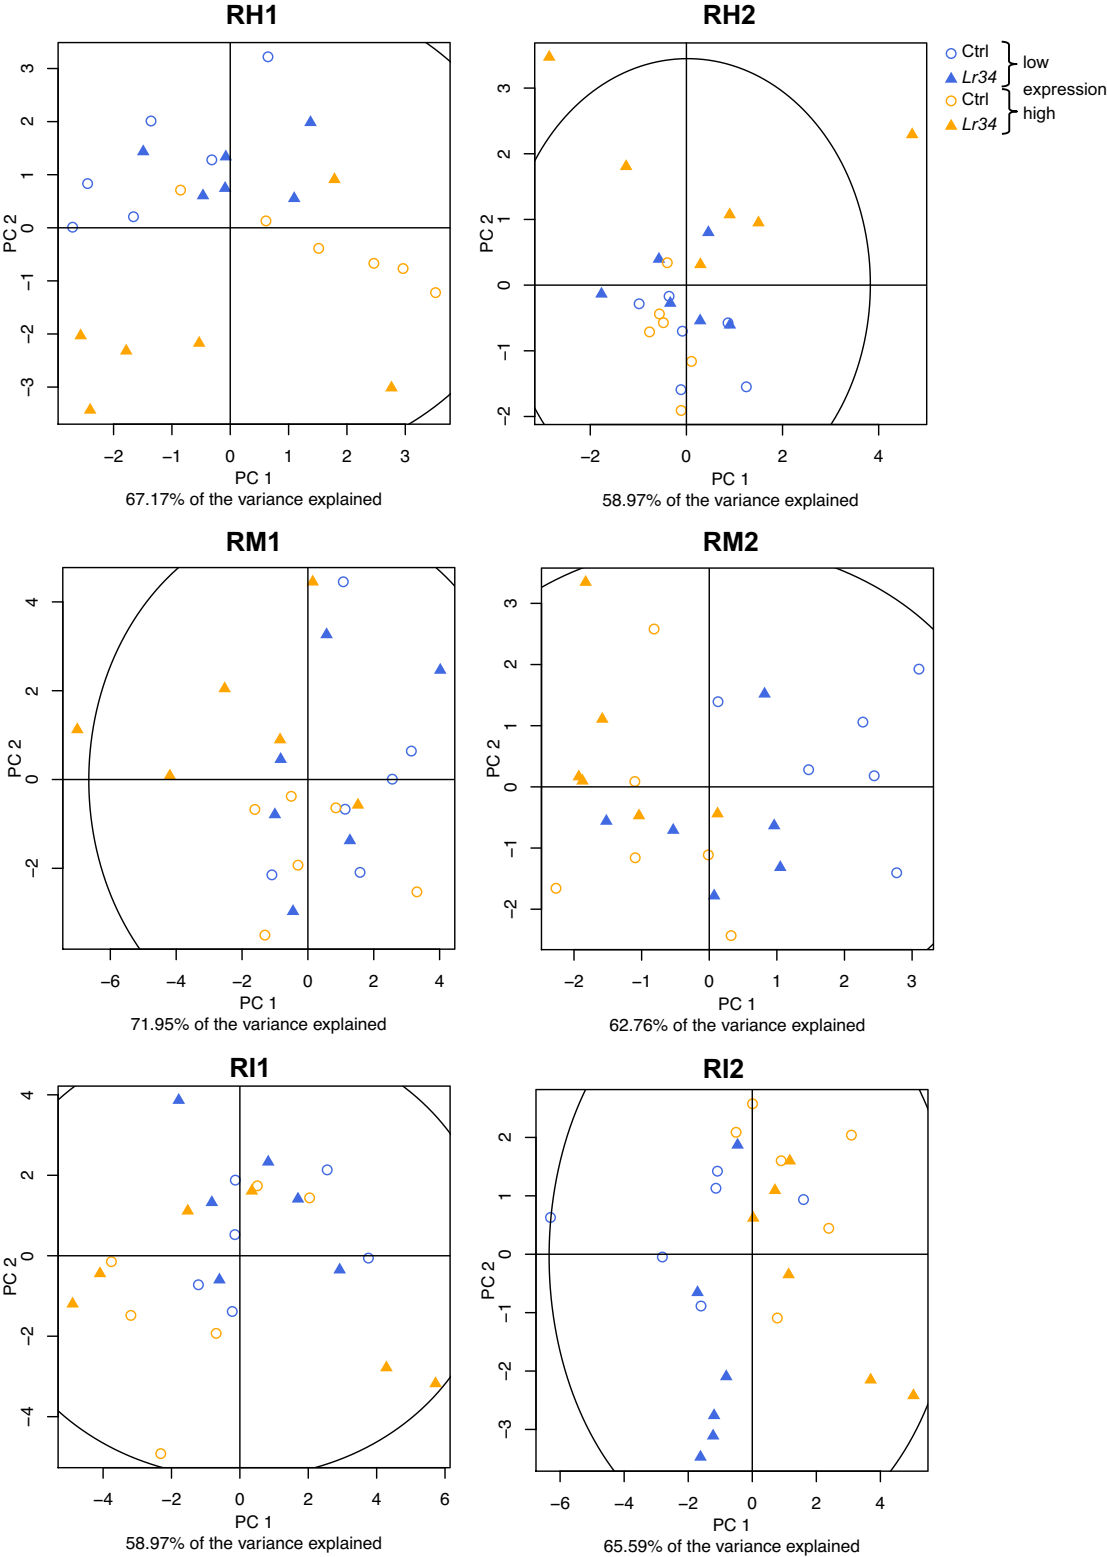 RH1
3
2
1
0
−1
−2
−3
PC 2
−2 −1 0 1 2 3
PC 1
67.17% of the variance explained
RH2
3
2
1
0
−1
−2
PC 2
−2 0 2 4
PC 1
58.97% of the variance explained
Ctrl
Lr34
low
expression
Ctrl
Lr34
high
RM1
4
2
0
−2
PC 2
−6 −4 −2 0 2 4
PC 1
71.95% of the variance explained
RM2
3
2
1
0
−1
−2
PC 2
−2 −1 0 1 2 3
PC 1
62.76% of the variance explained
RI1
4
2
0
−2
−4
PC 2
−4 −2 0 2 4 6
PC 1
58.97% of the variance explained
RI2
2
1
0
−1
−2
−3
PC 2
−6 −4 −2 0 2 4
PC 1
65.59% of the variance explained